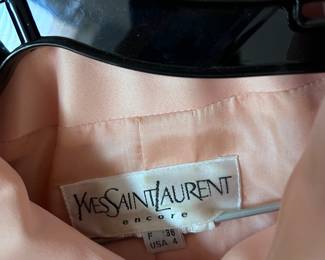 YVESSAINTLAURENT
encore
F 38
USA 4